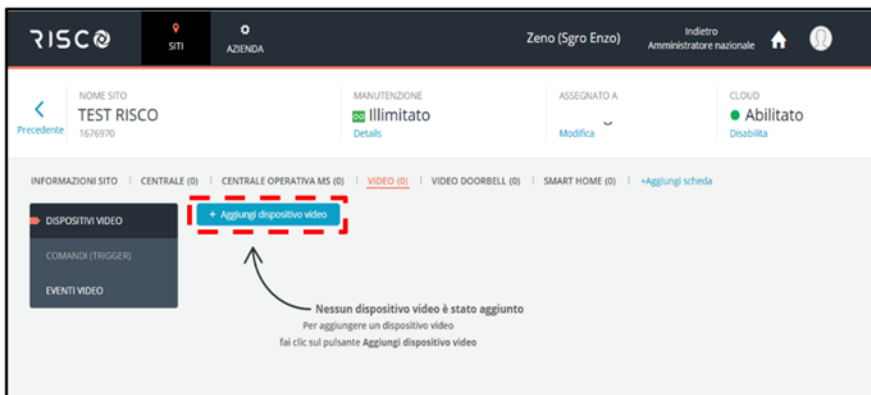 RISCO
SITI
AZIENDA
Zeno (Sgro Enzo)
Indietro
Amministratore nazionale
Precedente
NOME SITO
TEST RISCO
1676970
MANUTENZIONE
Illimitato
Details
ASSEGNATO A
Modifica
CLOUD
Abilitato
Disabilita
INFORMAZIONI SITO | CENTRALE (0) | CENTRALE OPERATIVA MS (0) | VIDEO (0) | VIDEO DOORBELL (0) | SMART HOME (0) | +Aggiungi scheda
DISPOSITIVI VIDEO
COMANDI (TRIGGER)
EVENTI VIDEO
+ Aggiungi dispositivo video
Nessun dispositivo video è stato aggiunto
Per aggiungere un dispositivo video
fai clic sul pulsante Aggiungi dispositivo video